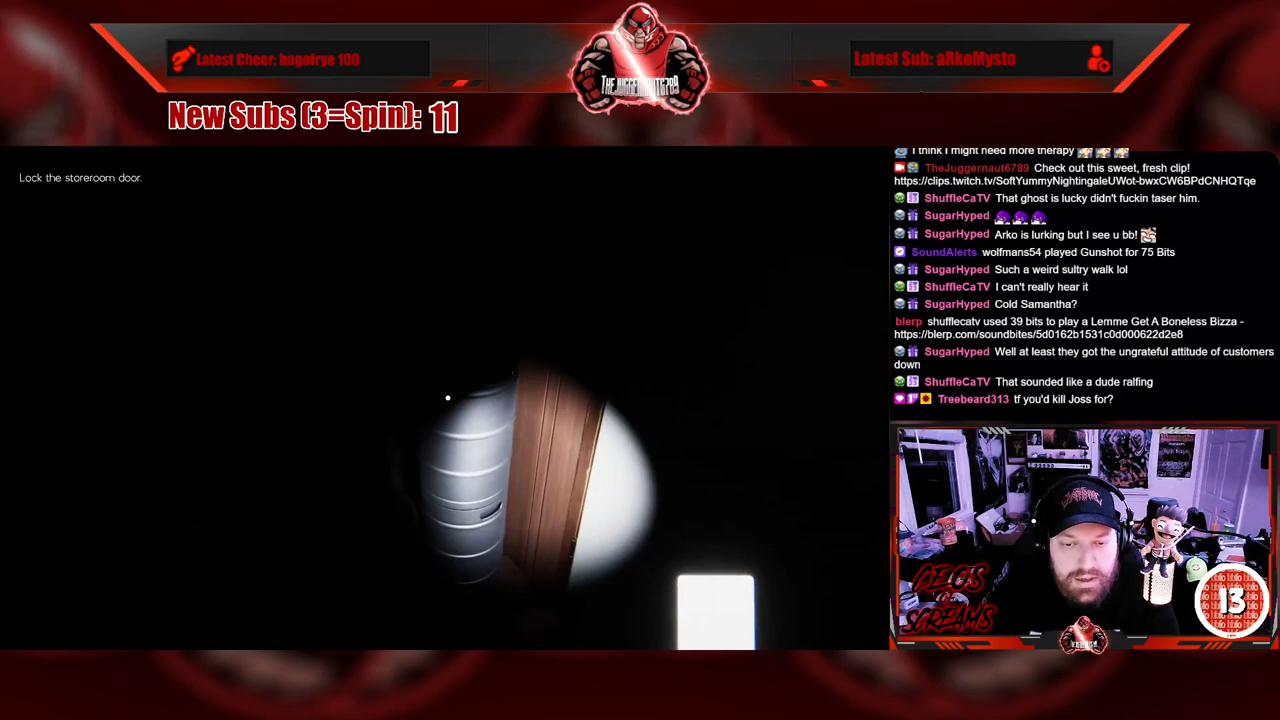 Latest Cheer: bagofrye 100
THEJUGGERNAUT6789
Latest Sub: aRkoMysto
New Subs (3=Spin): 11
Lock the storeroom door.
I think I might need more therapy
TheJuggernaut6789 Check out this sweet, fresh clip!
https://clips.twitch.tv/SoftYummyNightingaleUWot-bwxCW6BPdCNHQTqe
ShuffleCaTV That ghost is lucky didn't fuckin taser him.
SugarHyped
SugarHyped Arko is lurking but I see u bb!
SoundAlerts wolfmans54 played Gunshot for 75 Bits
SugarHyped Such a weird sultry walk lol
ShuffleCaTV I can't really hear it
SugarHyped Cold Samantha?
blerp shufflecatv used 39 bits to play a Lemme Get A Boneless Bizza -
https://blerp.com/soundbites/5d0162b1531c0d000622d2e8
SugarHyped Well at least they got the ungrateful attitude of customers
down
ShuffleCaTV That sounded like a dude ralfing
Treebeard313 If you'd kill Joss for?
SCREAMS
13